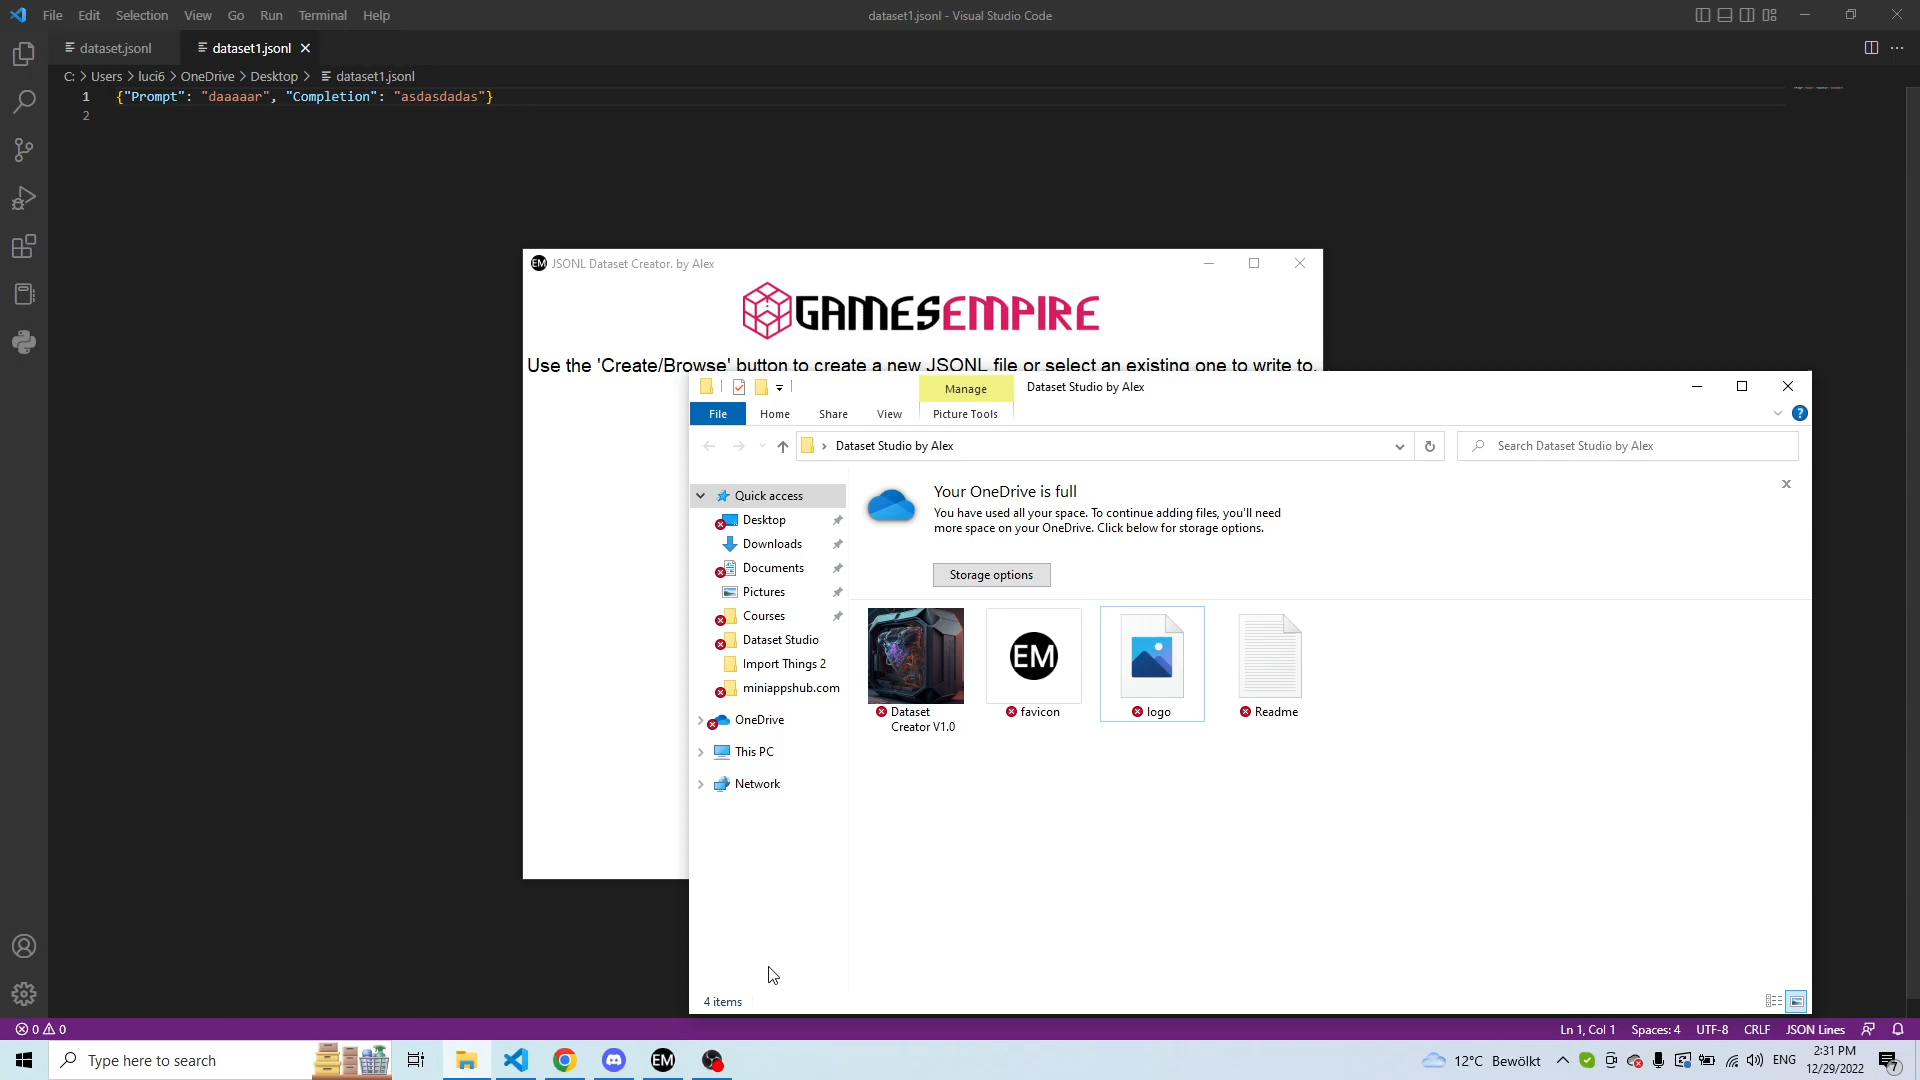 File Edit Selection View Go Run Terminal Help
dataset1.jsonl - Visual Studio Code
dataset.jsonl
dataset1.jsonl
C: > Users > luci6 > OneDrive > Desktop > dataset1.jsonl
1 {"Prompt": "daaaaar", "Completion": "asdasdadas"}
2
EM JSONL Dataset Creator. by Alex
GAMESEMPIRE
Use the 'Create/Browse' button to create a new JSONL file or select an existing one to write to.
Manage
Dataset Studio by Alex
File Home Share View Picture Tools
Dataset Studio by Alex
Search Dataset Studio by Alex
Quick access
Desktop
Downloads
Documents
Pictures
Courses
Dataset Studio
Import Things 2
miniappshub.com
OneDrive
This PC
Network
Your OneDrive is full
You have used all your space. To continue adding files, you'll need
more space on your OneDrive. Click below for storage options.
Storage options
EM
Dataset
Creator V1.0
favicon
logo
Readme
4 items
0 0
Ln 1, Col 1 Spaces: 4 UTF-8 CRLF JSON Lines
Type here to search
EM
12°C Bewölkt
ENG
2:31 PM
12/29/2022
7